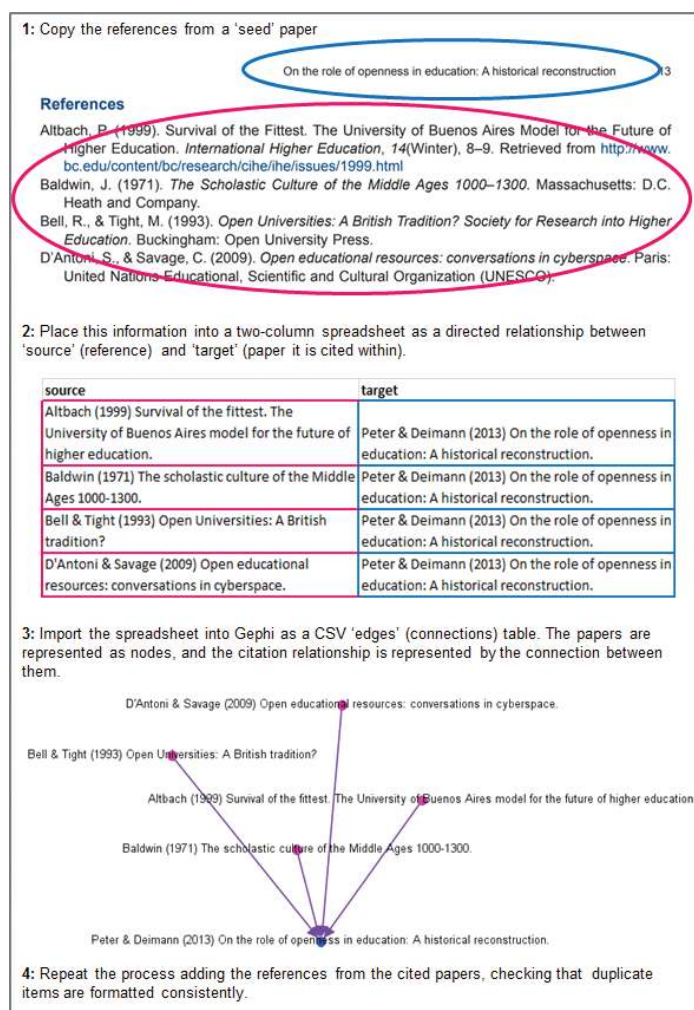 1: Copy the references from a ‘seed’ paper
On the role of openness in education: A historical reconstruction 13
References
Altbach, P. (1999). Survival of the Fittest. The University of Buenos Aires Model for the Future of
Higher Education. International Higher Education, 14(Winter), 8–9. Retrieved from http://www.
bc.edu/content/bc/research/cihe/ihe/issues/1999.html
Baldwin, J. (1971). The Scholastic Culture of the Middle Ages 1000–1300. Massachusetts: D.C.
Heath and Company.
Bell, R., & Tight, M. (1993). Open Universities: A British Tradition? Society for Research into Higher
Education. Buckingham: Open University Press.
D’Antoni, S., & Savage, C. (2009). Open educational resources: conversations in cyberspace. Paris:
United Nations Educational, Scientific and Cultural Organization (UNESCO).
2: Place this information into a two-column spreadsheet as a directed relationship between
‘source’ (reference) and ‘target’ (paper it is cited within).
source target
Altbach (1999) Survival of the fittest. The
University of Buenos Aires model for the future of
higher education.
Peter & Deimann (2013) On the role of openness in
education: A historical reconstruction.
Baldwin (1971) The scholastic culture of the Middle
Ages 1000-1300.
Peter & Deimann (2013) On the role of openness in
education: A historical reconstruction.
Bell & Tight (1993) Open Universities: A British
tradition?
Peter & Deimann (2013) On the role of openness in
education: A historical reconstruction.
D'Antoni & Savage (2009) Open educational
resources: conversations in cyberspace.
Peter & Deimann (2013) On the role of openness in
education: A historical reconstruction.
3: Import the spreadsheet into Gephi as a CSV ‘edges’ (connections) table. The papers are
represented as nodes, and the citation relationship is represented by the connection between
them.
D'Antoni & Savage (2009) Open educational resources: conversations in cyberspace.
Bell & Tight (1993) Open Universities: A British tradition?
Altbach (1999) Survival of the fittest. The University of Buenos Aires model for the future of higher education
Baldwin (1971) The scholastic culture of the Middle Ages 1000-1300.
Peter & Deimann (2013) On the role of openness in education: A historical reconstruction.
4: Repeat the process adding the references from the cited papers, checking that duplicate
items are formatted consistently.